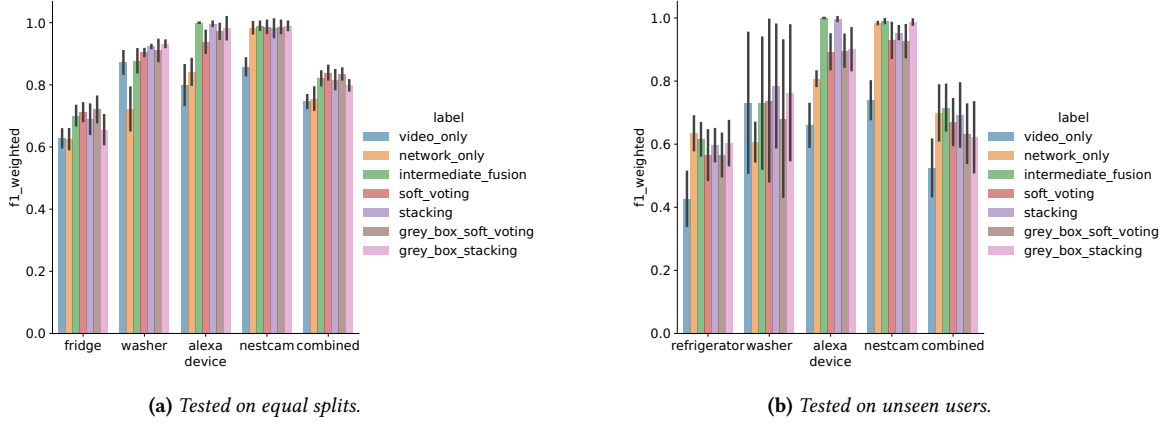 1.0
0.8
0.6
0.4
0.2
0.0
f1_weighted
fridge washer alexa nestcam combined
device
label
video_only
network_only
intermediate_fusion
soft_voting
stacking
grey_box_soft_voting
grey_box_stacking
(a) Tested on equal splits.
1.0
0.8
0.6
0.4
0.2
0.0
f1_weighted
refrigerator washer alexa nestcam combined
device
label
video_only
network_only
intermediate_fusion
soft_voting
stacking
grey_box_soft_voting
grey_box_stacking
(b) Tested on unseen users.